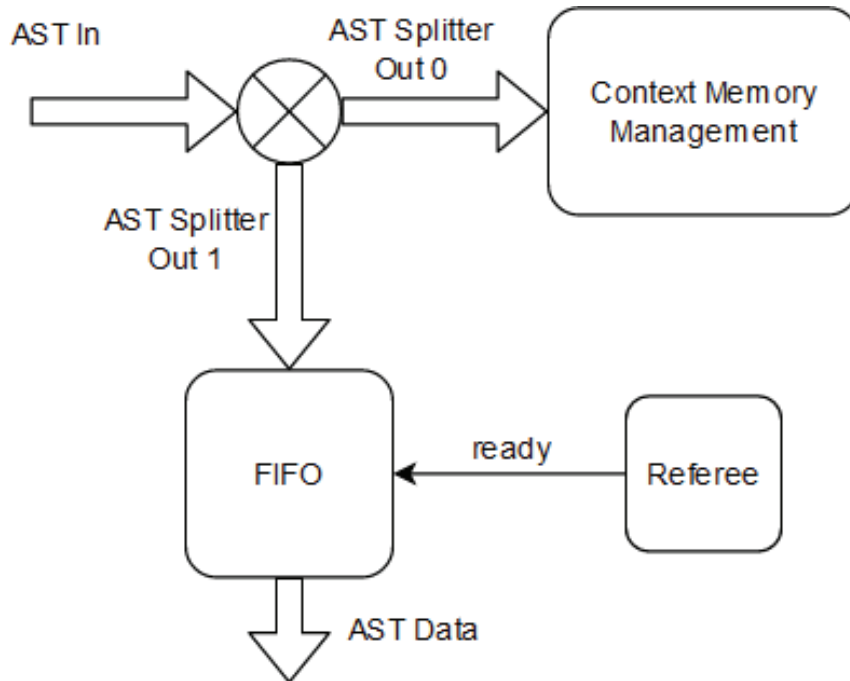 AST In
AST Splitter
Out 0
Context Memory
Management
AST Splitter
Out 1
FIFO
ready
Referee
AST Data